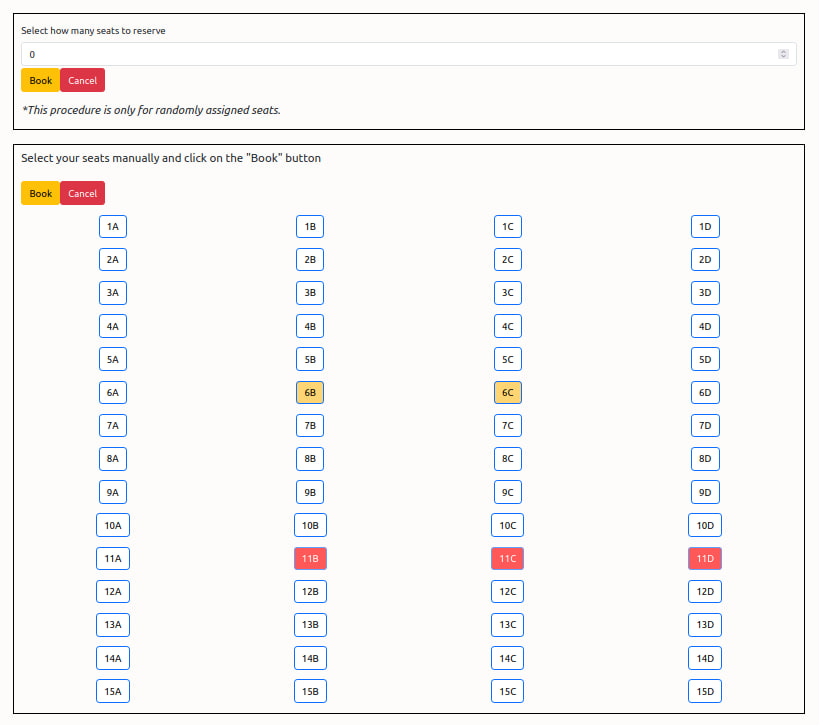 Select how many seats to reserve
0
Book Cancel
*This procedure is only for randomly assigned seats.
Select your seats manually and click on the "Book" button
Book Cancel
1A 1B 1C 1D
2A 2B 2C 2D
3A 3B 3C 3D
4A 4B 4C 4D
5A 5B 5C 5D
6A 6B 6C 6D
7A 7B 7C 7D
8A 8B 8C 8D
9A 9B 9C 9D
10A 10B 10C 10D
11A 11B 11C 11D
12A 12B 12C 12D
13A 13B 13C 13D
14A 14B 14C 14D
15A 15B 15C 15D